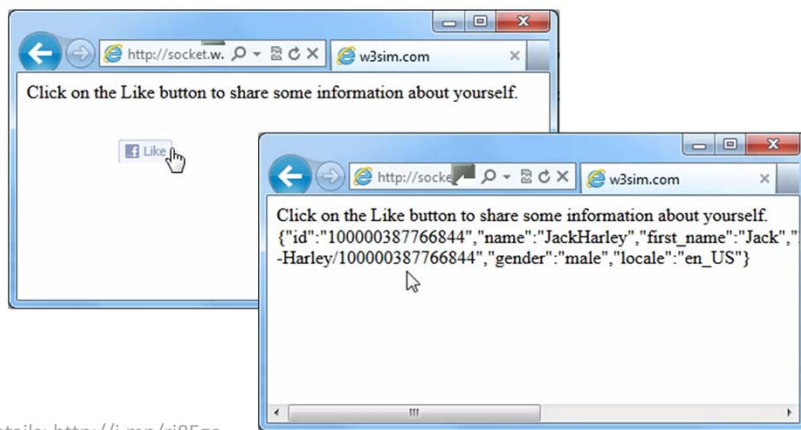 http://socket.w.
w3sim.com
Click on the Like button to share some information about yourself.
Like
http://socke
w3sim.com
Click on the Like button to share some information about yourself.
{"id":"100000387766844","name":"JackHarley","first_name":"Jack","
-Harley/100000387766844","gender":"male","locale":"en_US"}